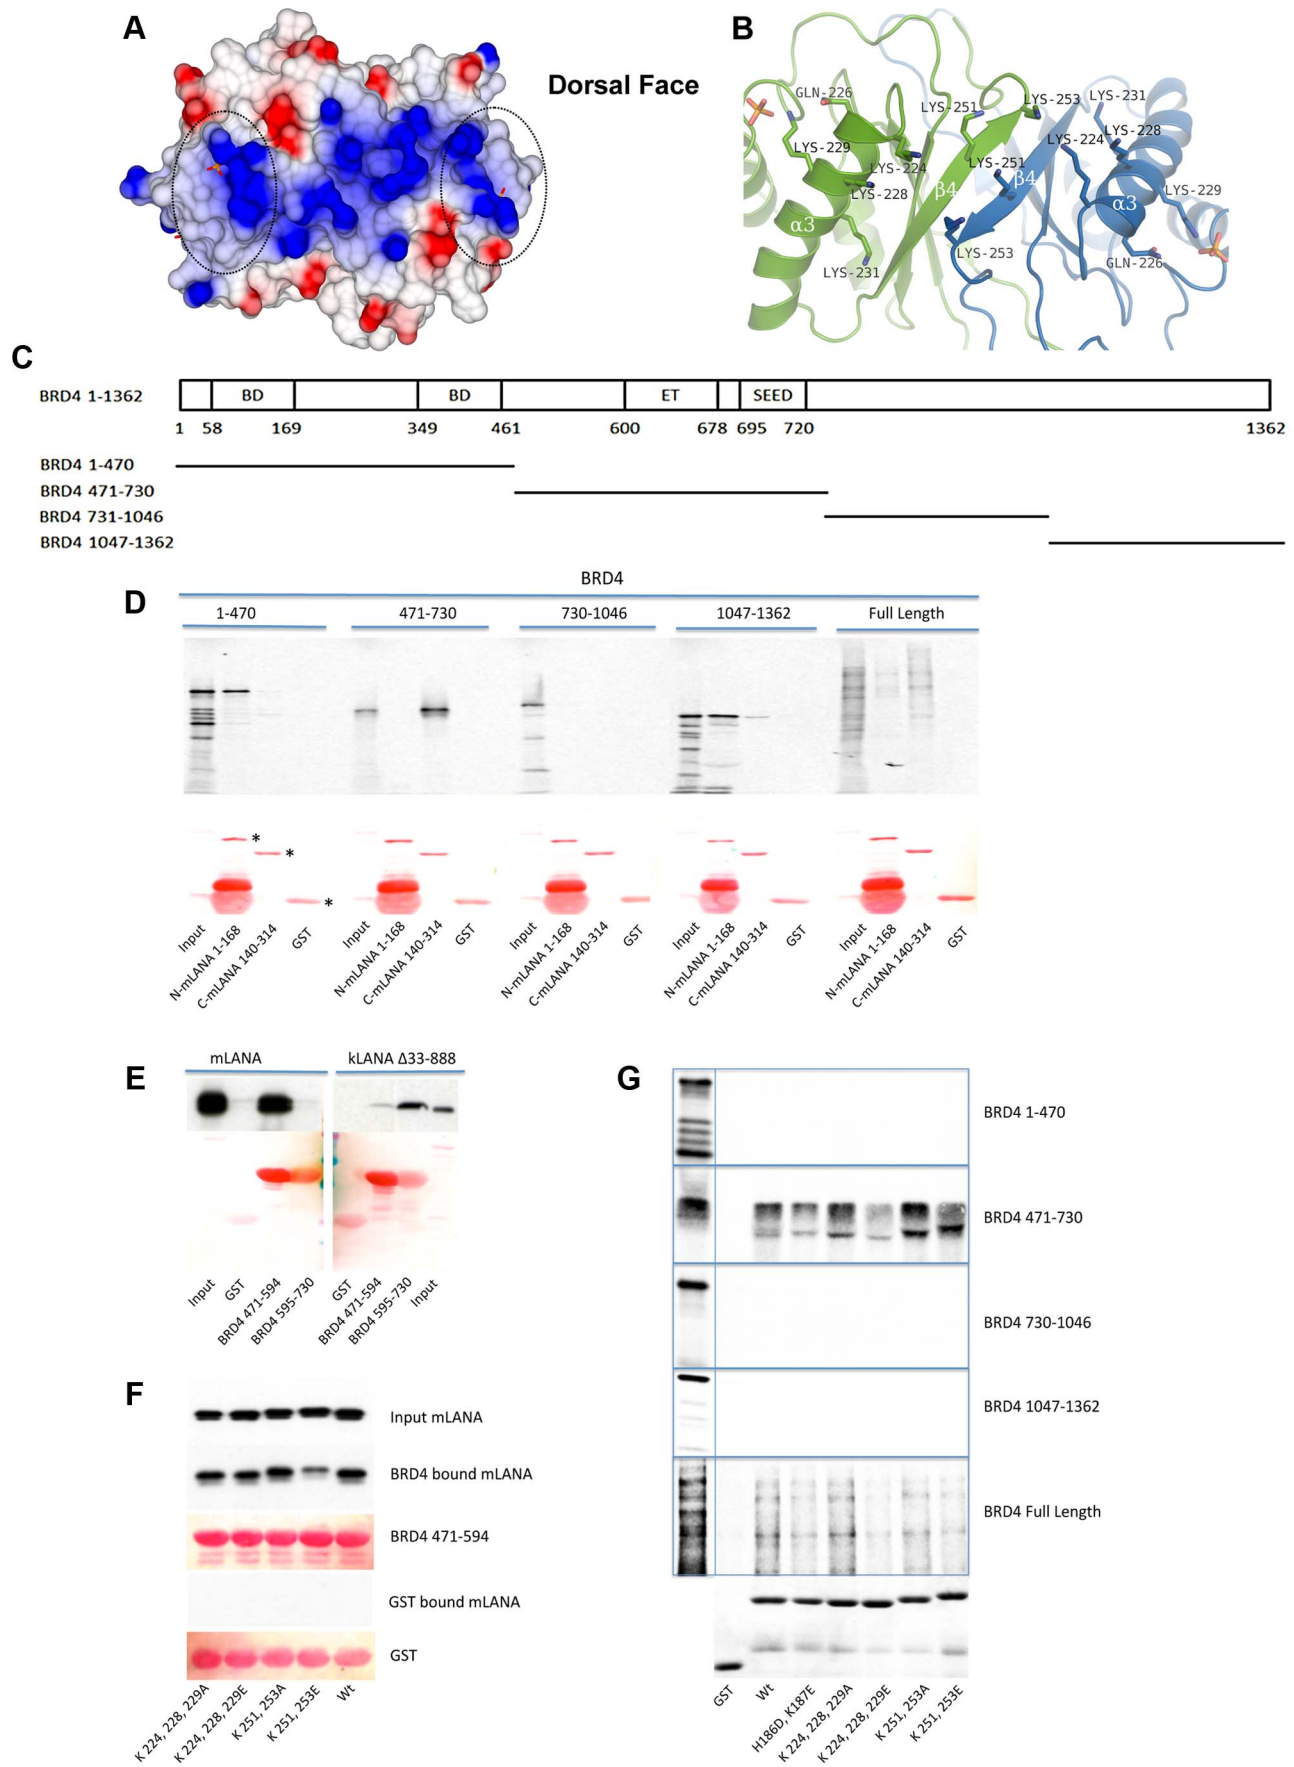 A
Dorsal Face
B
GLN-226
LYS-251
LYS-253
LYS-231
LYS-229
LYS-224
LYS-228
LYS-224
LYS-228
LYS-251
β4
β4
LYS-229
α3
α3
LYS-231
LYS-253
GLN-226
C
BRD4 1-1362
BD
BD
ET
SEED
1 58 169 349 461 600 678 695 720 1362
BRD4 1-470
BRD4 471-730
BRD4 731-1046
BRD4 1047-1362
D
BRD4
1-470
471-730
730-1046
1047-1362
Full Length
*
*
*
Input
N-mLANA 1-168
C-mLANA 140-314
GST
Input
N-mLANA 1-168
C-mLANA 140-314
GST
Input
N-mLANA 1-168
C-mLANA 140-314
GST
Input
N-mLANA 1-168
C-mLANA 140-314
GST
Input
N-mLANA 1-168
C-mLANA 140-314
GST
E
mLANA
kLANA Δ33-888
Input
GST
BRD4 471-594
BRD4 595-730
GST
BRD4 471-594
BRD4 595-730
Input
F
Input mLANA
BRD4 bound mLANA
BRD4 471-594
GST bound mLANA
GST
K 224, 228, 229A
K 224, 228, 229E
K 251, 253A
K 251, 253E
Wt
G
BRD4 1-470
BRD4 471-730
BRD4 730-1046
BRD4 1047-1362
BRD4 Full Length
GST
Wt
H186D, K187E
K 224, 228, 229A
K 224, 228, 229E
K 251, 253A
K 251, 253E